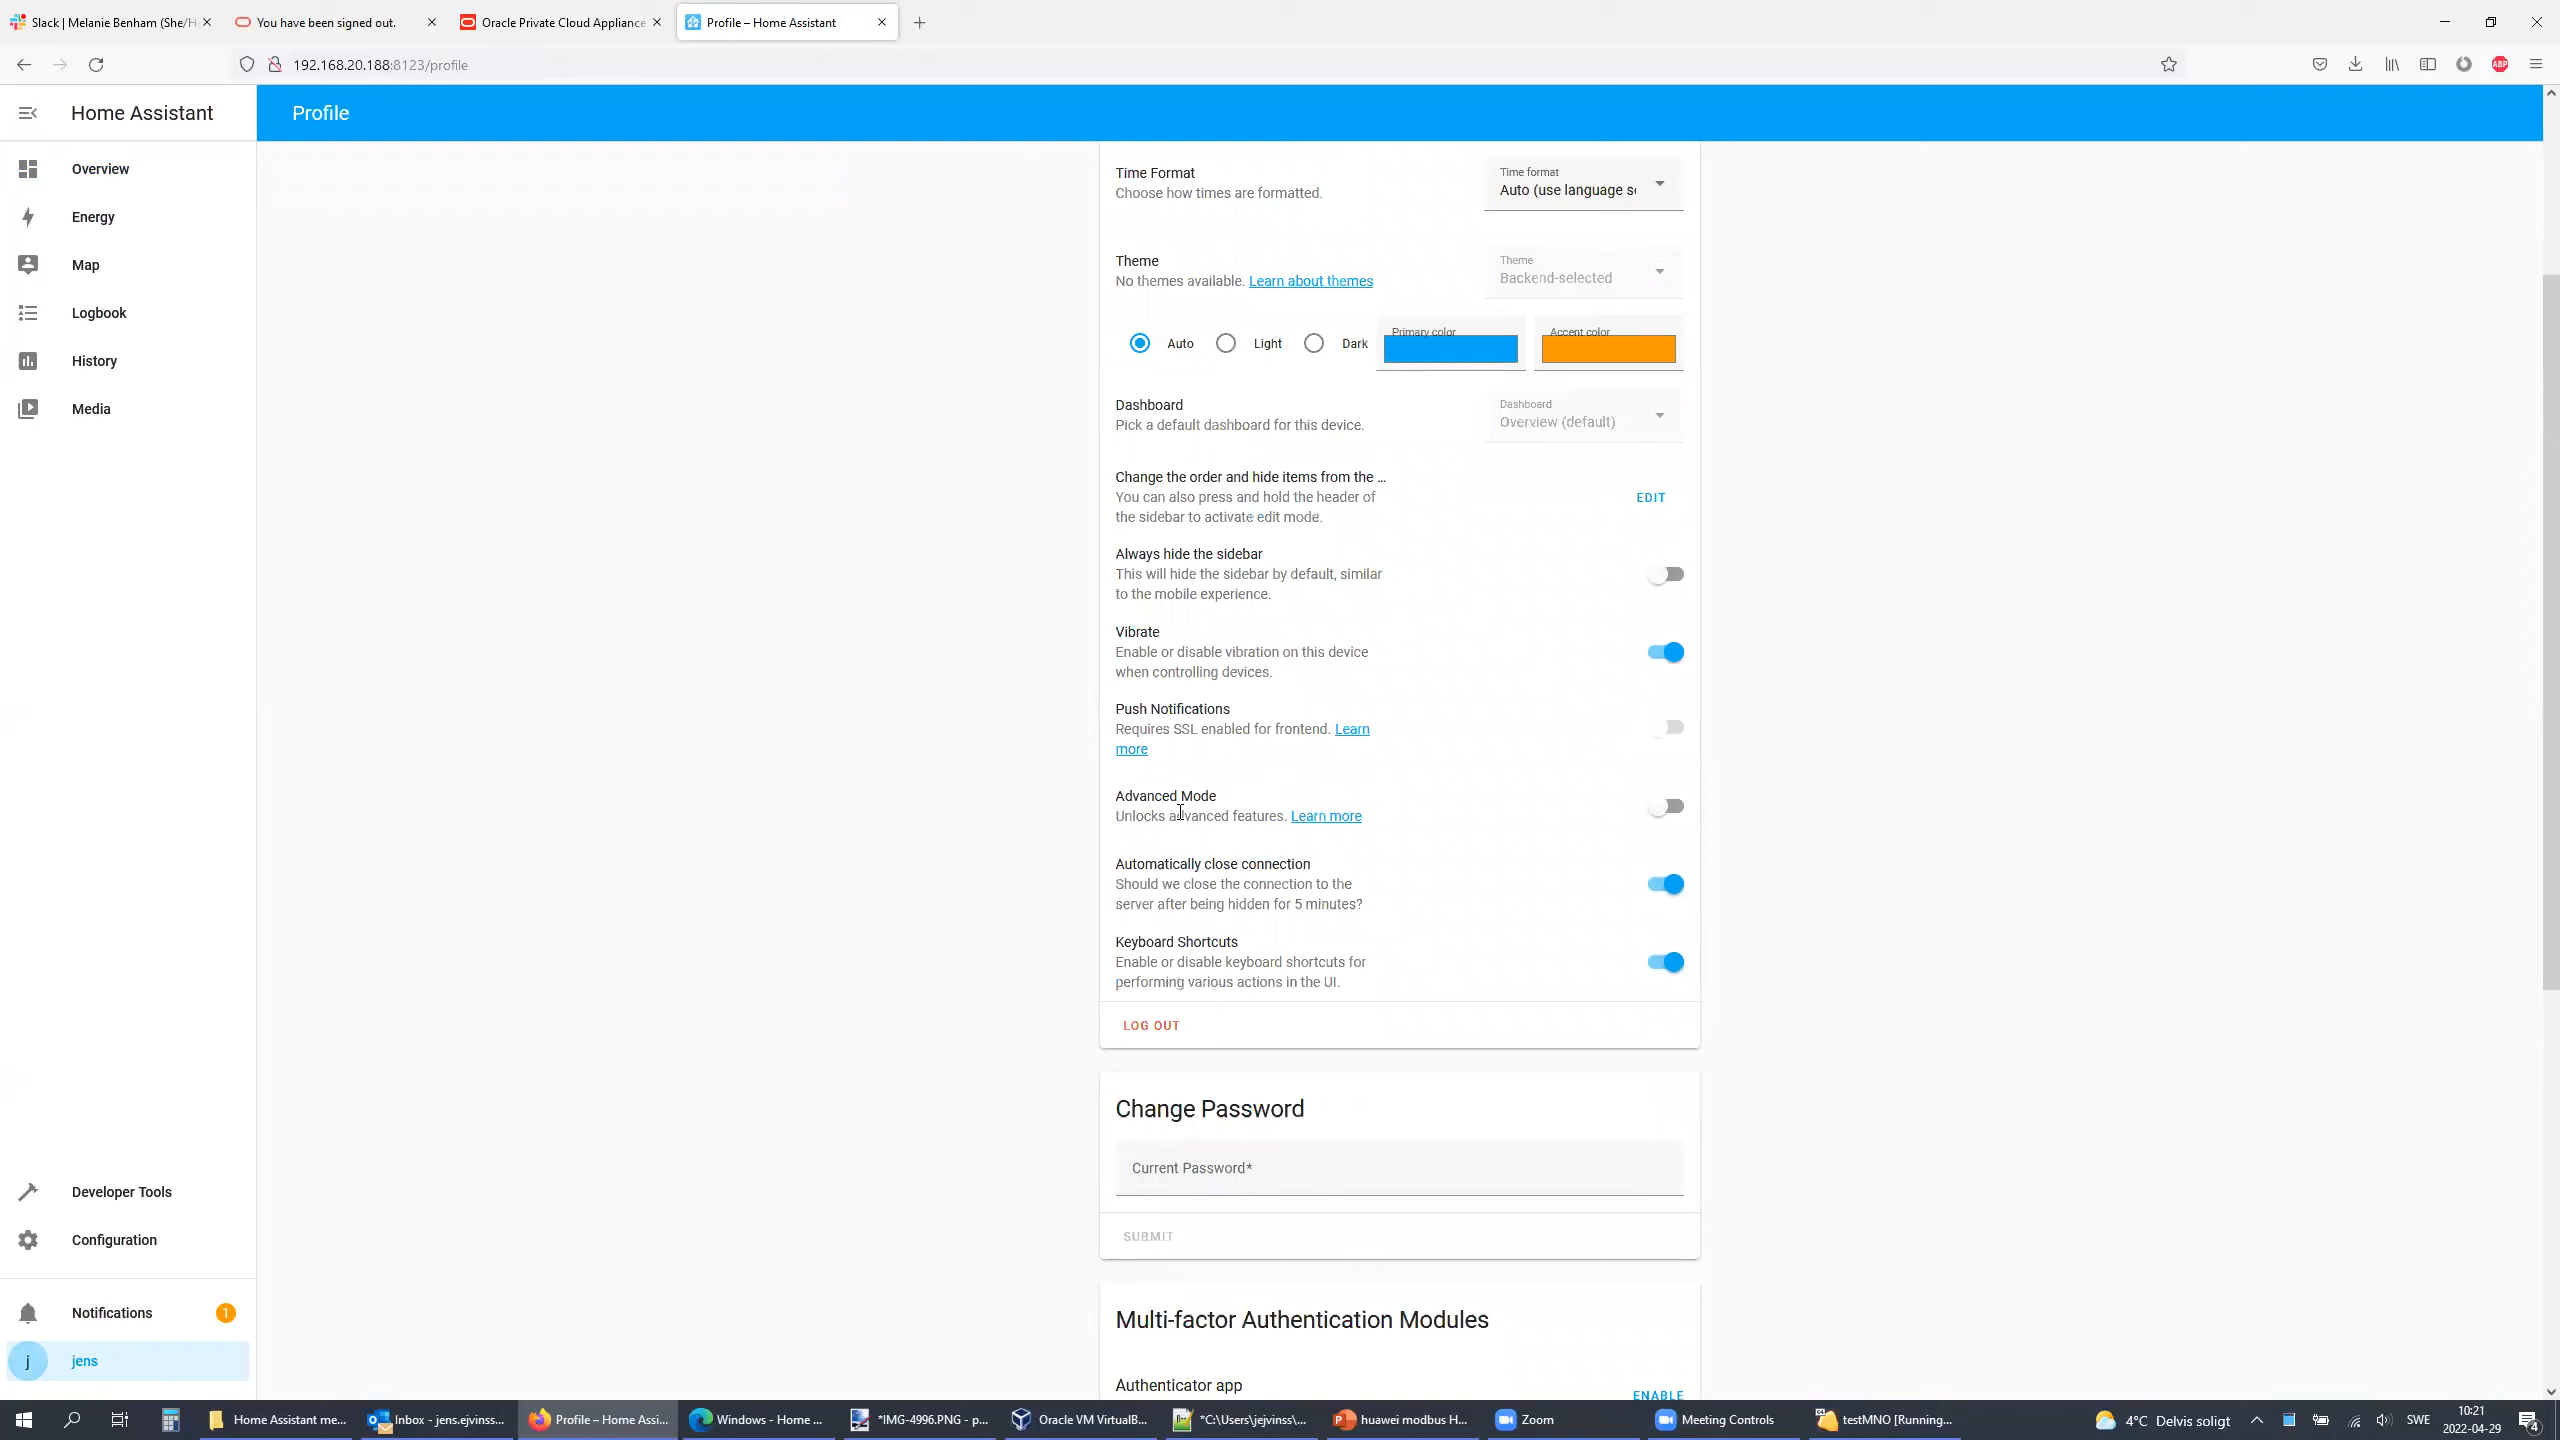 Slack | Melanie Benham (She/H
You have been signed out.
Oracle Private Cloud Appliance
Profile – Home Assistant
192.168.20.188:8123/profile
ABP
Home Assistant
Profile
Overview
Energy
Map
Logbook
History
Media
Time Format
Choose how times are formatted.
Time format
Auto (use language se
Theme
No themes available. Learn about themes
Theme
Backend-selected
Auto
Light
Dark
Primary color
Accent color
Dashboard
Pick a default dashboard for this device.
Dashboard
Overview (default)
Change the order and hide items from the ...
You can also press and hold the header of
the sidebar to activate edit mode.
EDIT
Always hide the sidebar
This will hide the sidebar by default, similar
to the mobile experience.
Vibrate
Enable or disable vibration on this device
when controlling devices.
Push Notifications
Requires SSL enabled for frontend. Learn
more
Advanced Mode
Unlocks advanced features. Learn more
Automatically close connection
Should we close the connection to the
server after being hidden for 5 minutes?
Keyboard Shortcuts
Enable or disable keyboard shortcuts for
performing various actions in the UI.
LOG OUT
Change Password
Current Password*
SUBMIT
Multi-factor Authentication Modules
Authenticator app
ENABLE
Developer Tools
Configuration
Notifications
1
j
jens
Home Assistant me...
Inbox - jens.ejvinss...
Profile – Home Assi...
Windows - Home ...
*IMG-4996.PNG - p...
Oracle VM VirtualB...
*C:\Users\jejvinss\...
huawei modbus H...
Zoom
Meeting Controls
testMNO [Running...
4°C Delvis soligt
SWE
10:21
2022-04-29
4